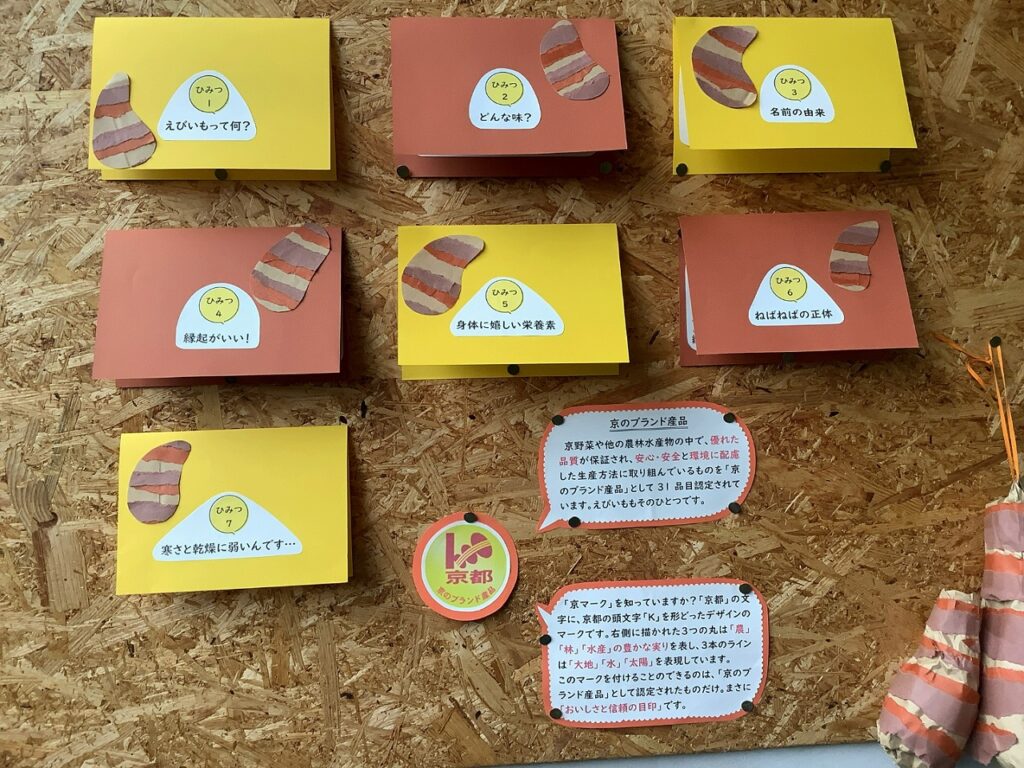 ひみつ
1
えびいもって何？
ひみつ
2
どんな味？
ひみつ
3
名前の由来
ひみつ
4
縁起がいい！
ひみつ
5
身体に嬉しい栄養素
ひみつ
6
ねばねばの正体
ひみつ
7
寒さと乾燥に弱いんです…
京のブランド産品
京野菜や他の農林水産物の中で、優れた
品質が保証され、安心・安全と環境に配慮
した生産方法に取り組んでいるものを「京
のブランド産品」として31品目認定されて
います。えびいももそのひとつです。
京都
京のブランド産品
「京マーク」を知っていますか？「京都」の文
字に、京都の頭文字「K」を形どったデザインの
マークです。右側に描かれた3つの丸は「農」
「林」「水産」の豊かな実りを表し、3本のライン
は「大地」「水」「太陽」を表現しています。
このマークを付けることのできるのは、「京のブ
ランド産品」として認定されたものだけ。まさに
「おいしさと信頼の目印」です。